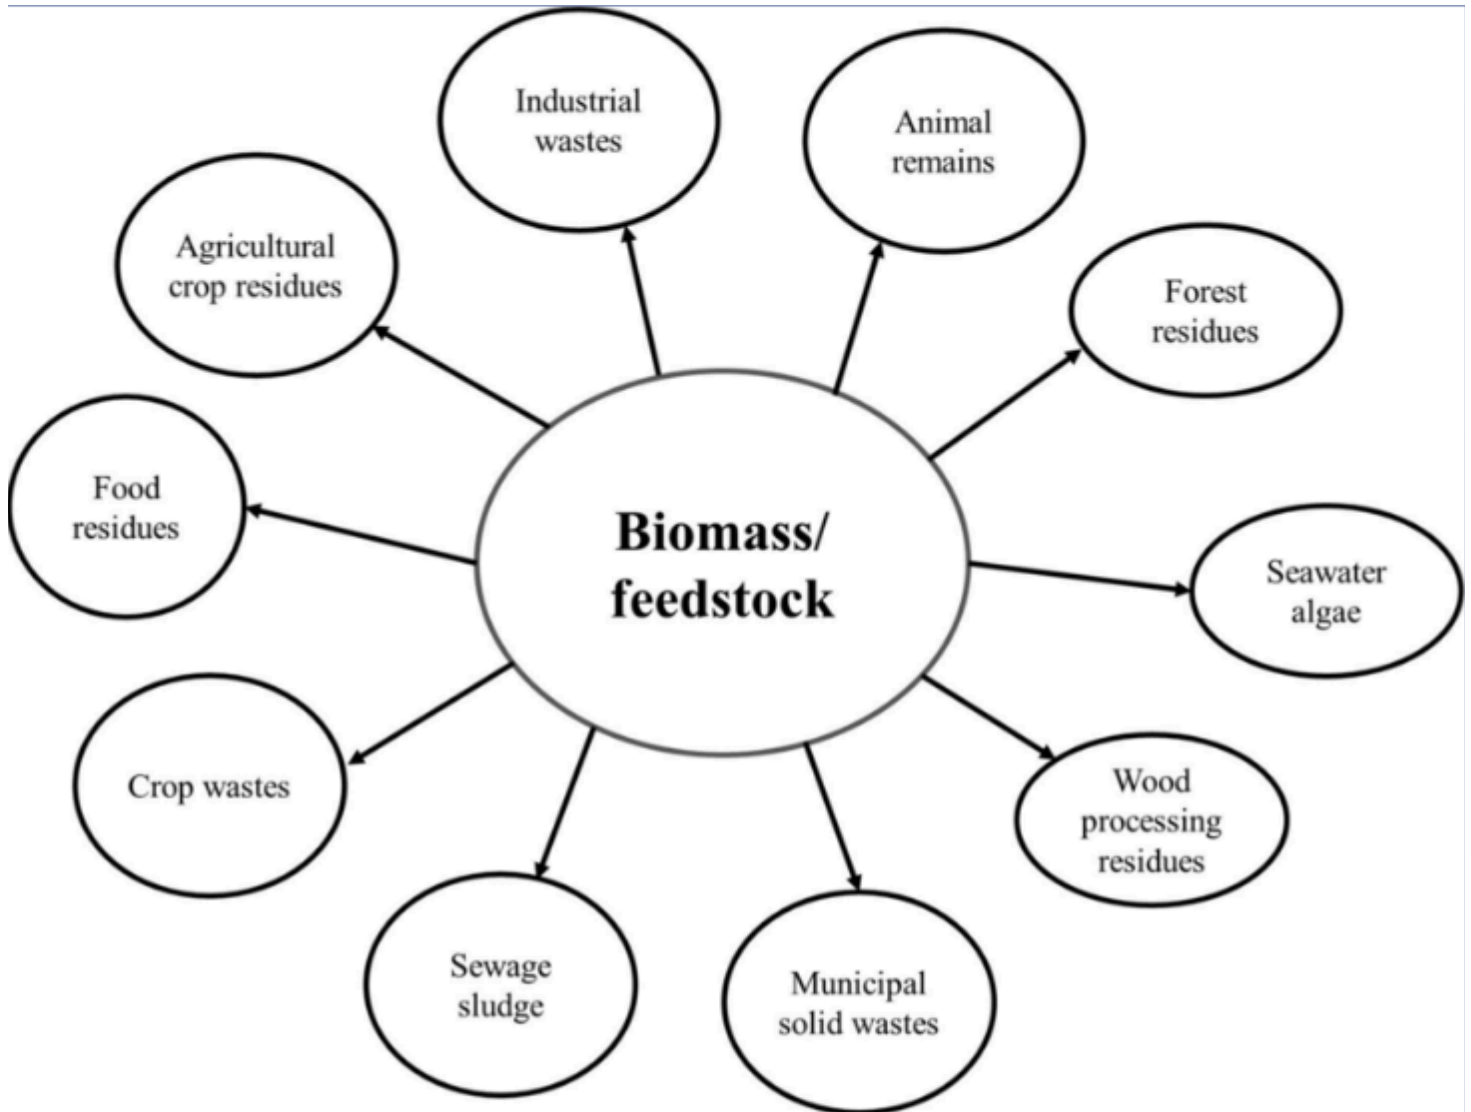 Industrial
wastes
Animal
remains
Agricultural
crop residues
Forest
residues
Food
residues
Biomass/
feedstock
Seawater
algae
Crop wastes
Wood
processing
residues
Sewage
sludge
Municipal
solid wastes